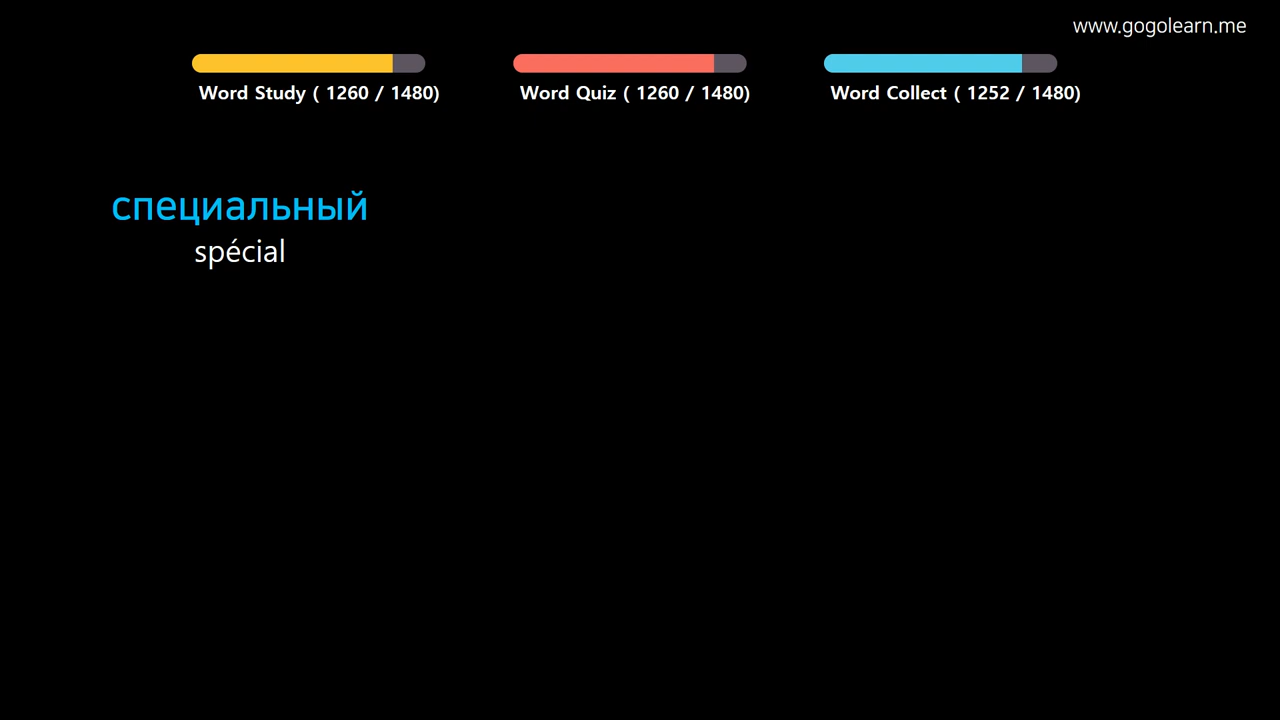 www.gogolearn.me
Word Study ( 1260 / 1480)
Word Quiz ( 1260 / 1480)
Word Collect ( 1252 / 1480)
специальный
spécial